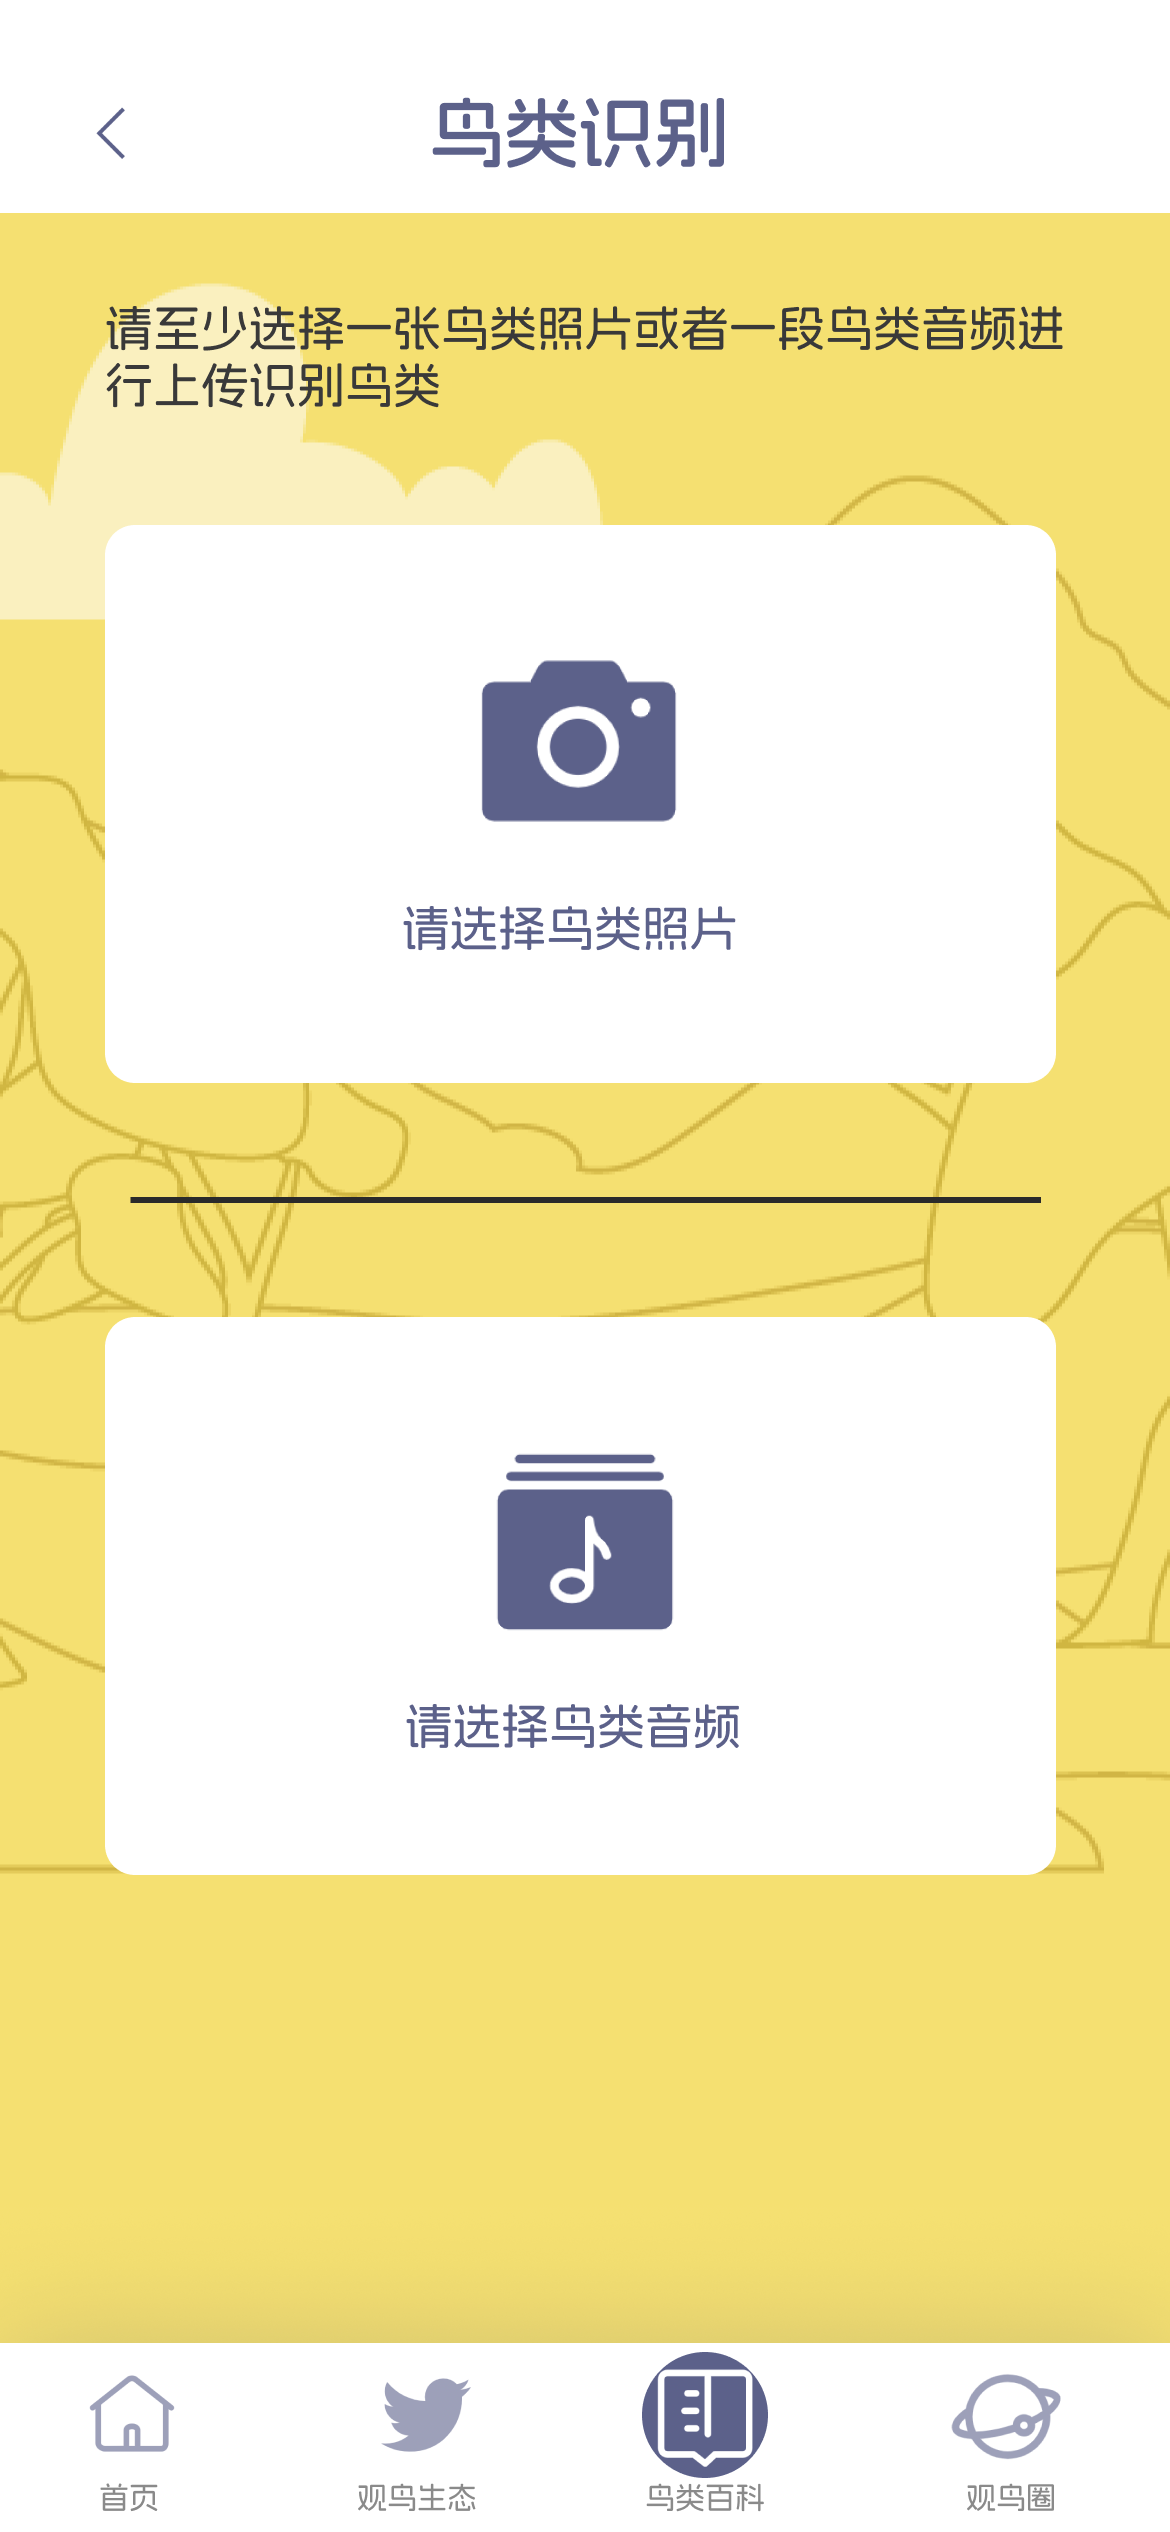 鸟类识别
请至少选择一张鸟类照片或者一段鸟类音频进
行上传识别鸟类
请选择鸟类照片
请选择鸟类音频
首页
观鸟生态
鸟类百科
观鸟圈